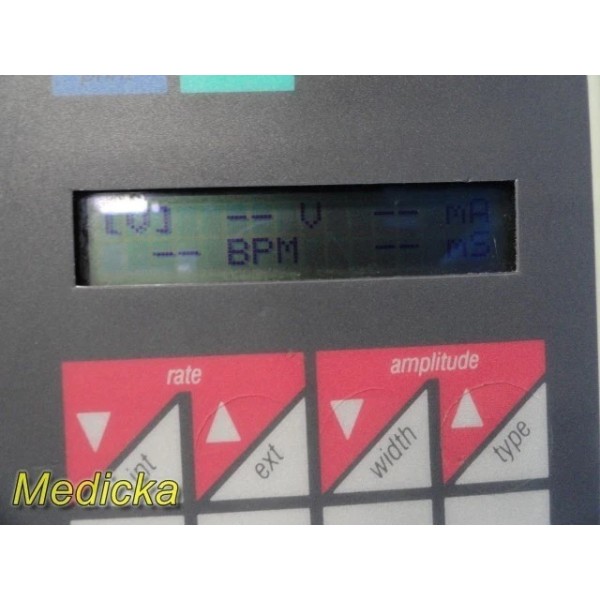 [V] -- V -- mA
-- BPM -- mS
rate amplitude
int ext width type
Medicka